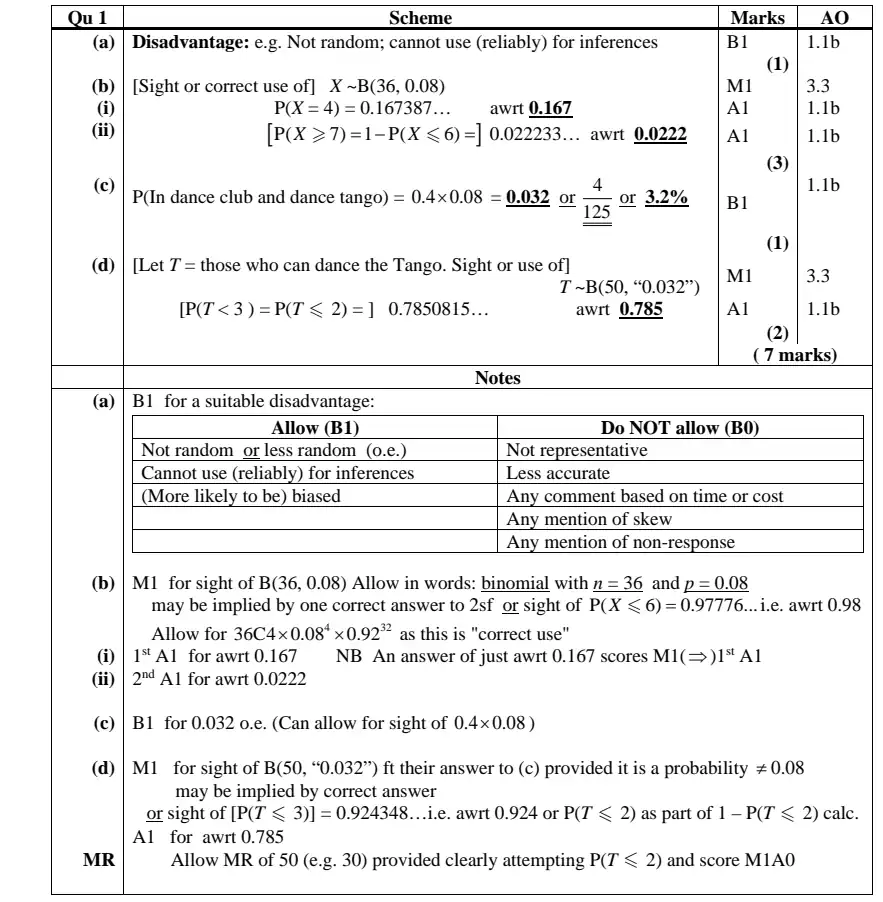 Qu 1 Scheme Marks AO
(a) Disadvantage: e.g. Not random; cannot use (reliably) for inferences B1 1.1b
(1)
(b) [Sight or correct use of] X ~B(36, 0.08) M1 3.3
(i) P(X = 4) = 0.167387… awrt 0.167 A1 1.1b
(ii) [P(X ⩾ 7) = 1 – P(X ⩽ 6) =] 0.022233… awrt 0.0222 A1 1.1b
(3)
(c) P(In dance club and dance tango) = 0.4×0.08 = 0.032 or 4/125 or 3.2% B1 1.1b
(1)
(d) [Let T = those who can dance the Tango. Sight or use of] M1 3.3
T ~B(50, “0.032”)
[P(T < 3 ) = P(T ⩽ 2) = ] 0.7850815… awrt 0.785 A1 1.1b
(2)
( 7 marks)
Notes
(a) B1 for a suitable disadvantage:
Allow (B1) Do NOT allow (B0)
Not random or less random (o.e.) Not representative
Cannot use (reliably) for inferences Less accurate
(More likely to be) biased Any comment based on time or cost
Any mention of skew
Any mention of non-response
(b) M1 for sight of B(36, 0.08) Allow in words: binomial with n = 36 and p = 0.08
may be implied by one correct answer to 2sf or sight of P(X ⩽ 6) = 0.97776... i.e. awrt 0.98
Allow for 36C4×0.08⁴×0.92³² as this is "correct use"
(i) 1st A1 for awrt 0.167 NB An answer of just awrt 0.167 scores M1(⇒)1st A1
(ii) 2nd A1 for awrt 0.0222
(c) B1 for 0.032 o.e. (Can allow for sight of 0.4×0.08 )
(d) M1 for sight of B(50, “0.032”) ft their answer to (c) provided it is a probability ≠ 0.08
may be implied by correct answer
or sight of [P(T ⩽ 3)] = 0.924348…i.e. awrt 0.924 or P(T ⩽ 2) as part of 1 – P(T ⩽ 2) calc.
A1 for awrt 0.785
MR Allow MR of 50 (e.g. 30) provided clearly attempting P(T ⩽ 2) and score M1A0